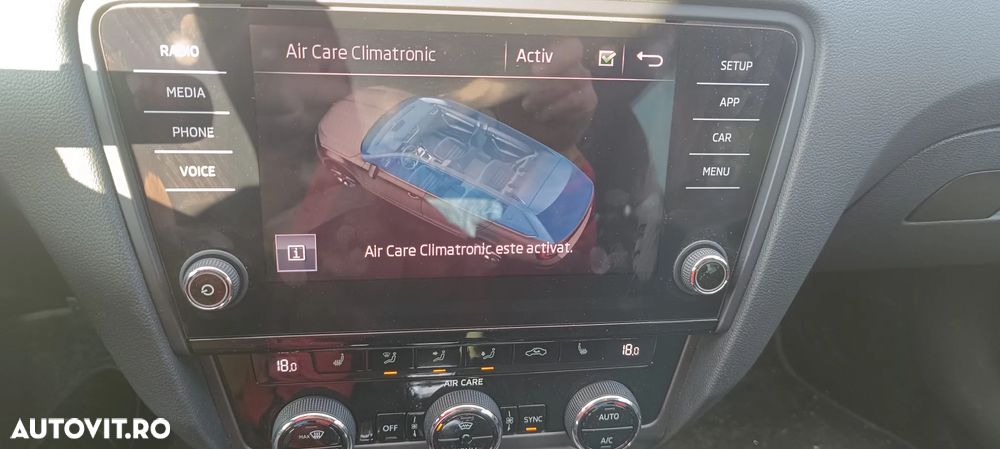 RADIO
MEDIA
PHONE
VOICE
Air Care Climatronic
Activ
SETUP
APP
CAR
MENU
i
Air Care Climatronic este activat.
18.0
18.0
AIR CARE
MAX
OFF
SYNC
AUTO
A/C
AUTOVIT.RO